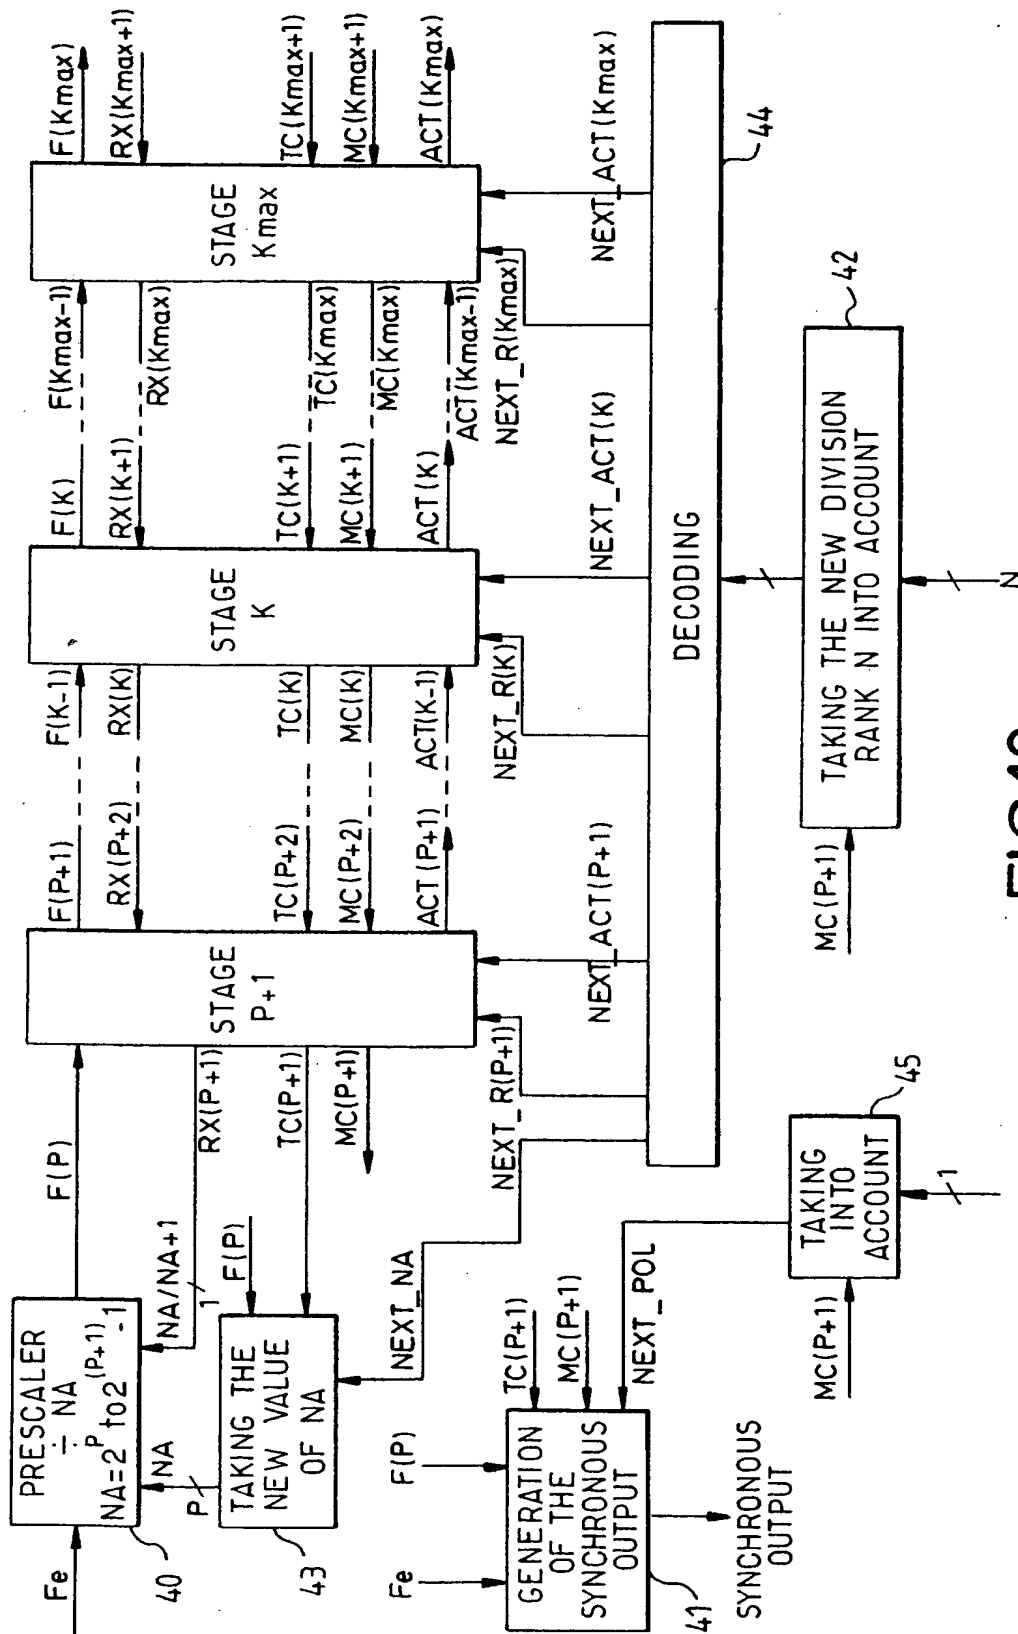 Fe
40
PRESCALER
÷ NA
NA=2^P to 2^(P+1) -1
F(P)
NA
P
NA/NA+1
1
43
TAKING THE
NEW VALUE
OF NA
F(P)
NEXT_NA
RX(P+1)
TC(P+1)
MC(P+1)
STAGE
P+1
F(P+1)
RX(P+2)
TC(P+2)
MC(P+2)
ACT(P+1)
NEXT_R(P+1)
NEXT_ACT(P+1)
F(K-1)
RX(K)
TC(K)
MC(K)
ACT(K-1)
STAGE
K
F(K)
RX(K+1)
TC(K+1)
MC(K+1)
ACT(K)
NEXT_R(K)
NEXT_ACT(K)
F(Kmax-1)
RX(Kmax)
TC(Kmax)
MC(Kmax)
ACT(Kmax-1)
STAGE
Kmax
F(Kmax)
RX(Kmax+1)
TC(Kmax+1)
MC(Kmax+1)
ACT(Kmax)
NEXT_R(Kmax)
NEXT_ACT(Kmax)
DECODING
44
Fe
F(P)
TC(P+1)
MC(P+1)
NEXT_POL
GENERATION
OF THE
SYNCHRONOUS
OUTPUT
41
SYNCHRONOUS
OUTPUT
MC(P+1)
TAKING
INTO
ACCOUNT
45
1
MC(P+1)
TAKING THE NEW DIVISION
RANK N INTO ACCOUNT
42
N